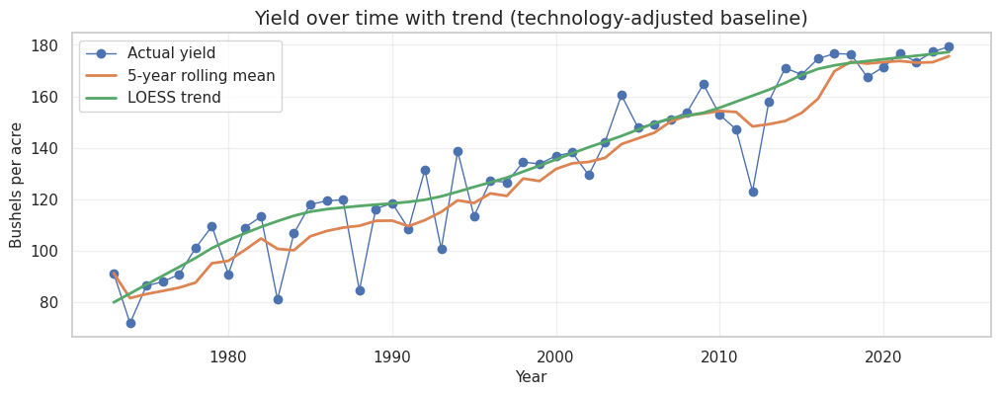 Yield over time with trend (technology-adjusted baseline)
Actual yield
5-year rolling mean
LOESS trend
Bushels per acre
180
160
140
120
100
80
1980
1990
2000
2010
2020
Year